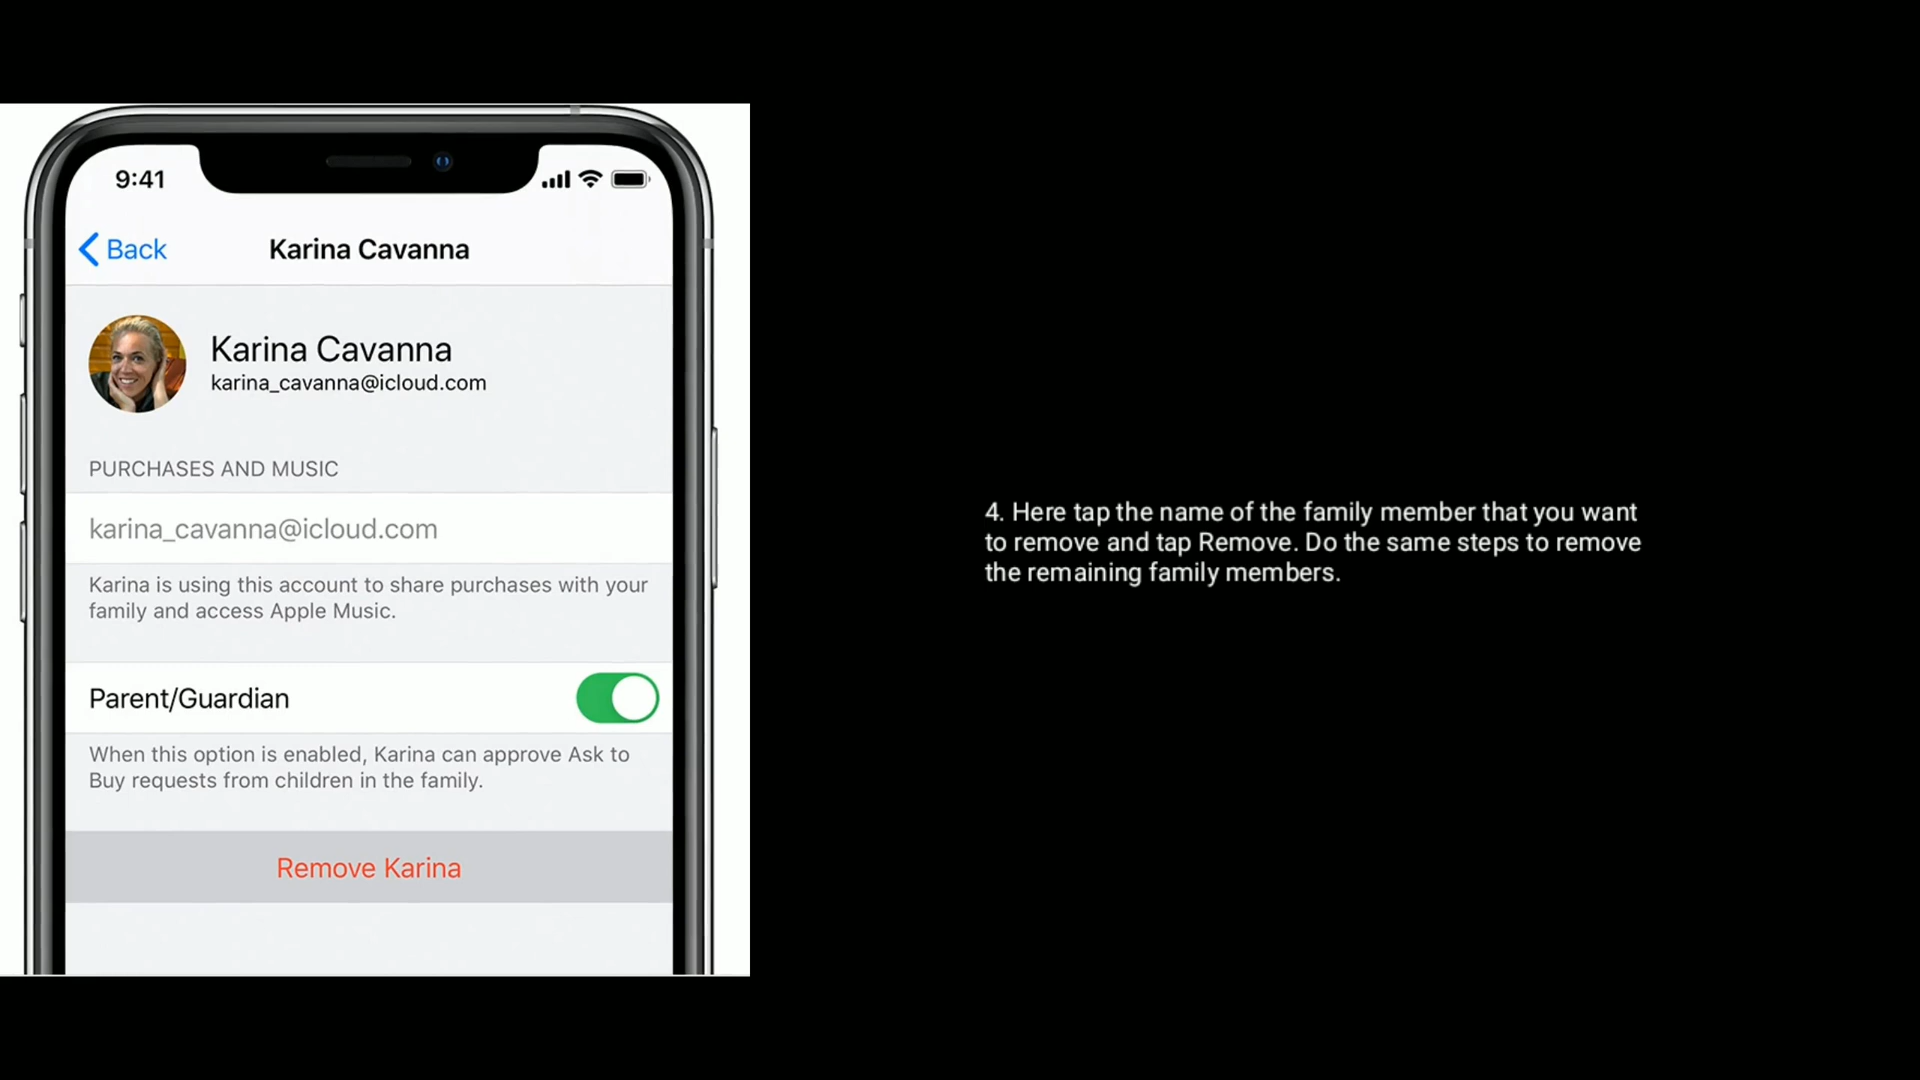 9:41
Back
Karina Cavanna
Karina Cavanna
karina_cavanna@icloud.com
PURCHASES AND MUSIC
karina_cavanna@icloud.com
Karina is using this account to share purchases with your
family and access Apple Music.
Parent/Guardian
When this option is enabled, Karina can approve Ask to
Buy requests from children in the family.
Remove Karina
4. Here tap the name of the family member that you want
to remove and tap Remove. Do the same steps to remove
the remaining family members.